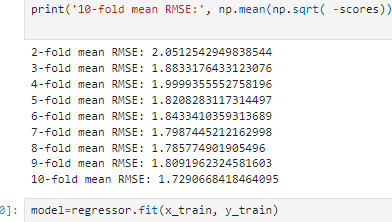 print('10-fold mean RMSE:', np.mean(np.sqrt( -scores))
2-fold mean RMSE: 2.0512542949838544
3-fold mean RMSE: 1.8833176433123076
4-fold mean RMSE: 1.9999355552758196
5-fold mean RMSE: 1.8208283117314497
6-fold mean RMSE: 1.8433410359313689
7-fold mean RMSE: 1.7987445212162998
8-fold mean RMSE: 1.785774901905496
9-fold mean RMSE: 1.8091962324581603
10-fold mean RMSE: 1.7290668418464095
0]: model=regressor.fit(x_train, y_train)